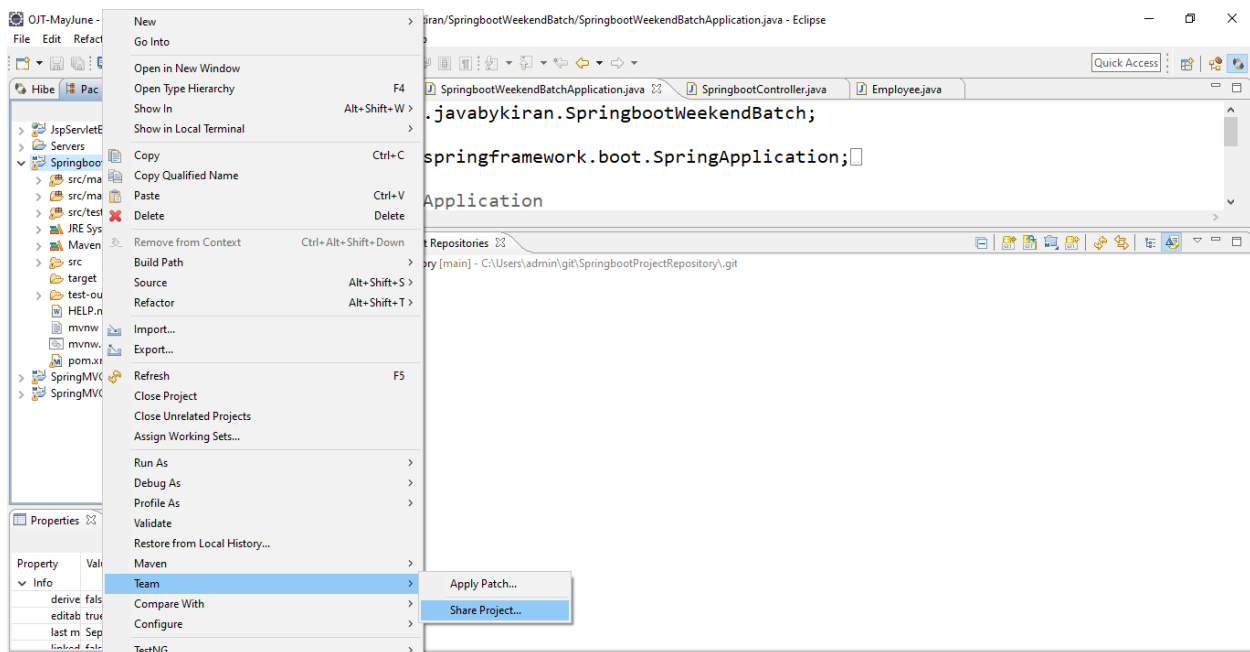 OJT-MayJune - iran/SpringbootWeekendBatch/SpringbootWeekendBatchApplication.java - Eclipse
File Edit Refact
Quick Access
Hibe Pac
SpringbootWeekendBatchApplication.java SpringbootController.java Employee.java
.javabykiran.SpringbootWeekendBatch;
springframework.boot.SpringApplication;
Application
JspServletB
Servers
Springboo
src/ma
src/ma
src/test
JRE Sys
Maven
src
target
test-ou
HELP.n
mvnw
mvnw.
pom.x
SpringMVC
SpringMVC
New
Go Into
Open in New Window
Open Type Hierarchy F4
Show In Alt+Shift+W >
Show in Local Terminal
Copy Ctrl+C
Copy Qualified Name
Paste Ctrl+V
Delete Delete
Remove from Context Ctrl+Alt+Shift+Down
Build Path
Source Alt+Shift+S >
Refactor Alt+Shift+T >
Import...
Export...
Refresh F5
Close Project
Close Unrelated Projects
Assign Working Sets...
Run As
Debug As
Profile As
Validate
Restore from Local History...
Maven
Team
Compare With
Configure
TestNG
Apply Patch...
Share Project...
t Repositories
ory [main] - C:\Users\admin\git\SpringbootProjectRepository\.git
Properties
Property Valu
Info
derive fals
editab true
last m Sep
linked fals